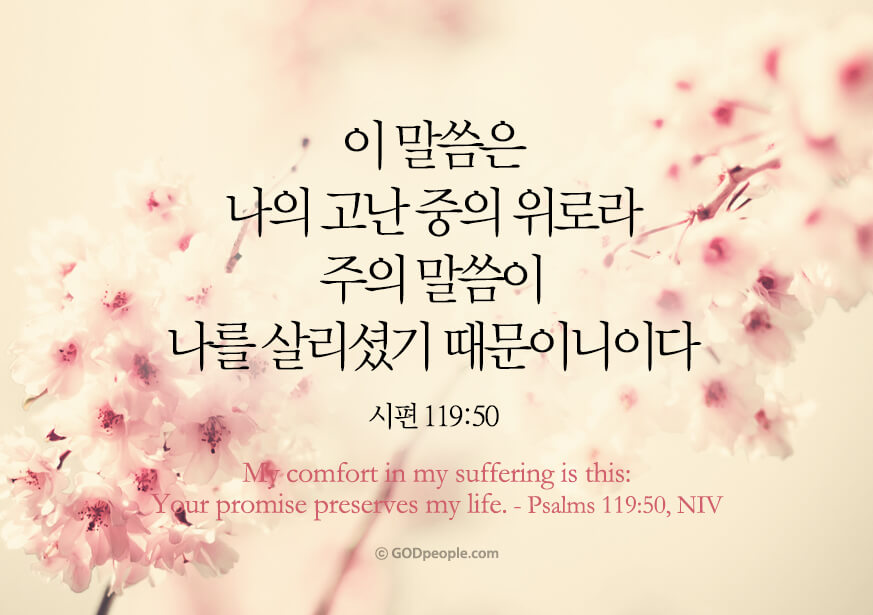 이 말씀은
나의 고난 중의 위로라
주의 말씀이
나를 살리셨기 때문이니이다
시편 119:50
My comfort in my suffering is this:
Your promise preserves my life. - Psalms 119:50, NIV
© GODpeople.com